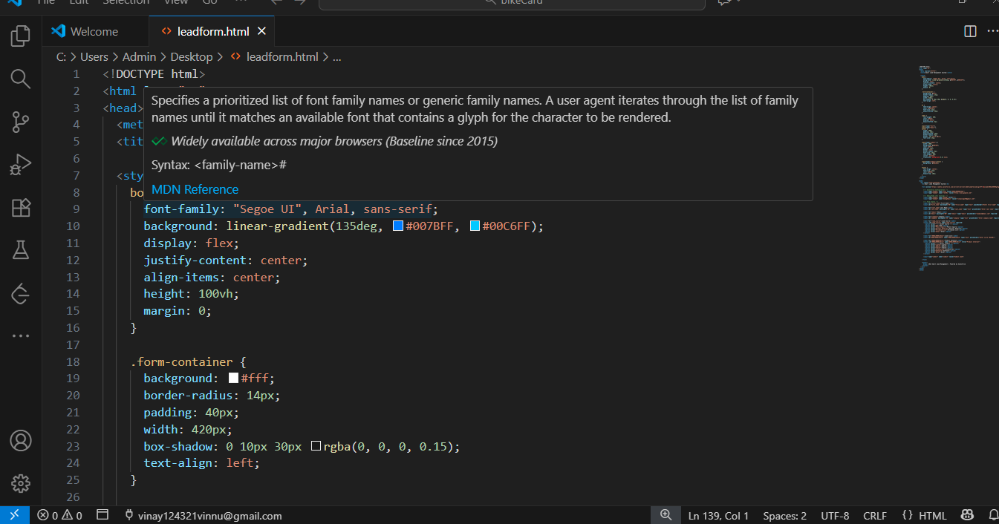 File Edit Selection View Go ... bikeCard
Welcome leadform.html
C: > Users > Admin > Desktop > leadform.html > ...
1 <!DOCTYPE html>
2 <html
3 <head>
4 <met
5 <tit
6
7 <sty
8 bo
Specifies a prioritized list of font family names or generic family names. A user agent iterates through the list of family
names until it matches an available font that contains a glyph for the character to be rendered.
Widely available across major browsers (Baseline since 2015)
Syntax: <family-name>#
MDN Reference
9 font-family: "Segoe UI", Arial, sans-serif;
10 background: linear-gradient(135deg, #007BFF, #00C6FF);
11 display: flex;
12 justify-content: center;
13 align-items: center;
14 height: 100vh;
15 margin: 0;
16 }
17
18 .form-container {
19 background: #fff;
20 border-radius: 14px;
21 padding: 40px;
22 width: 420px;
23 box-shadow: 0 10px 30px rgba(0, 0, 0, 0.15);
24 text-align: left;
25 }
26
0 0 vinay124321vinnu@gmail.com Ln 139, Col 1 Spaces: 2 UTF-8 CRLF {} HTML